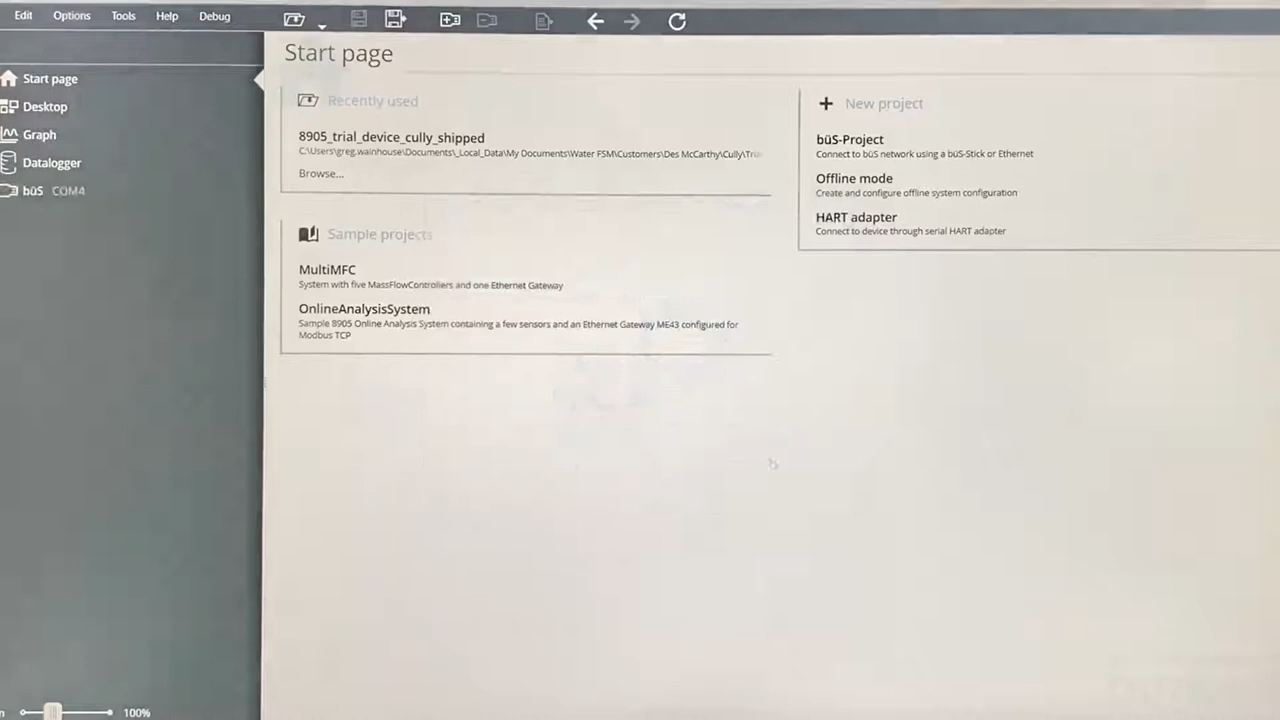 Edit Options Tools Help Debug
Start page
Start page
Desktop
Graph
Datalogger
büS COM4
Recently used
8905_trial_device_cully_shipped
C:\Users\greg.wainhouse\Documents\_Local_Data\My Documents\Water FSM\Customers\Des McCarthy\Cully\Tria
Browse...
Sample projects
MultiMFC
System with five MassFlowControllers and one Ethernet Gateway
OnlineAnalysisSystem
Sample 8905 Online Analysis System containing a few sensors and an Ethernet Gateway ME43 configured for
Modbus TCP
New project
büS-Project
Connect to büS network using a büS-Stick or Ethernet
Offline mode
Create and configure offline system configuration
HART adapter
Connect to device through serial HART adapter
100%